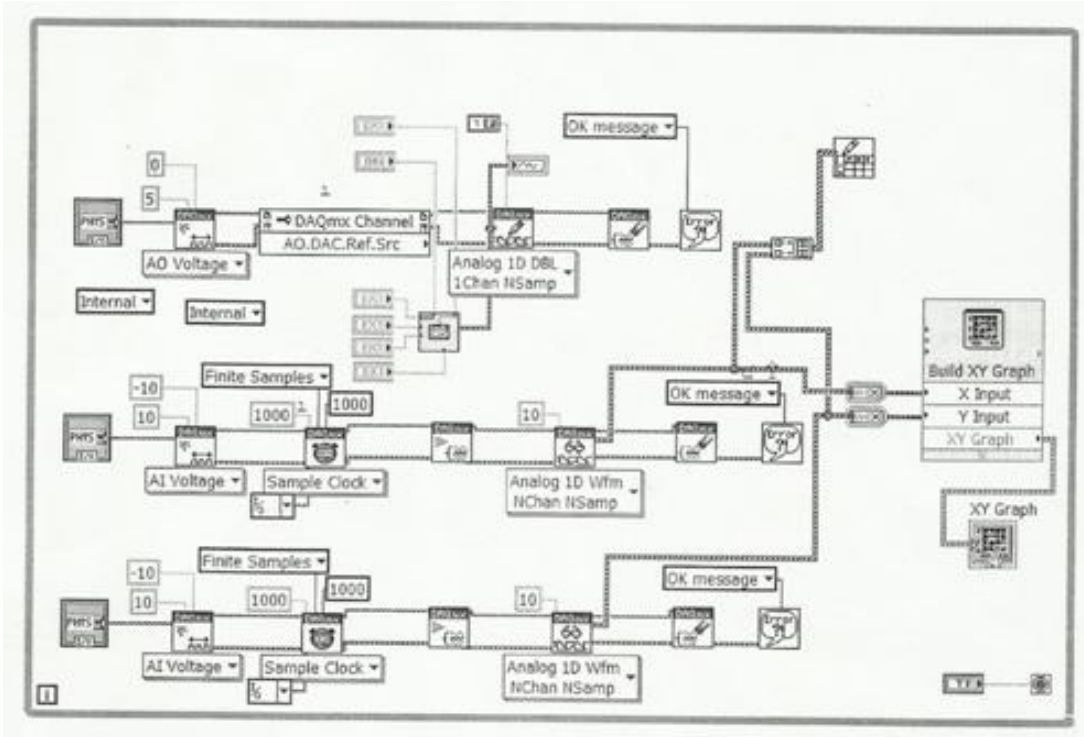 OK message
0
5
DAQmx Channel
AO.DAC.Ref.Src
AO Voltage
Analog 1D DBL
1Chan NSamp
Internal
Internal
Finite Samples
-10
10
1000
1000
10
OK message
AI Voltage
Sample Clock
Analog 1D Wfm
NChan NSamp
Build XY Graph
X Input
Y Input
XY Graph
XY Graph
Finite Samples
-10
10
1000
1000
10
OK message
AI Voltage
Sample Clock
Analog 1D Wfm
NChan NSamp
i